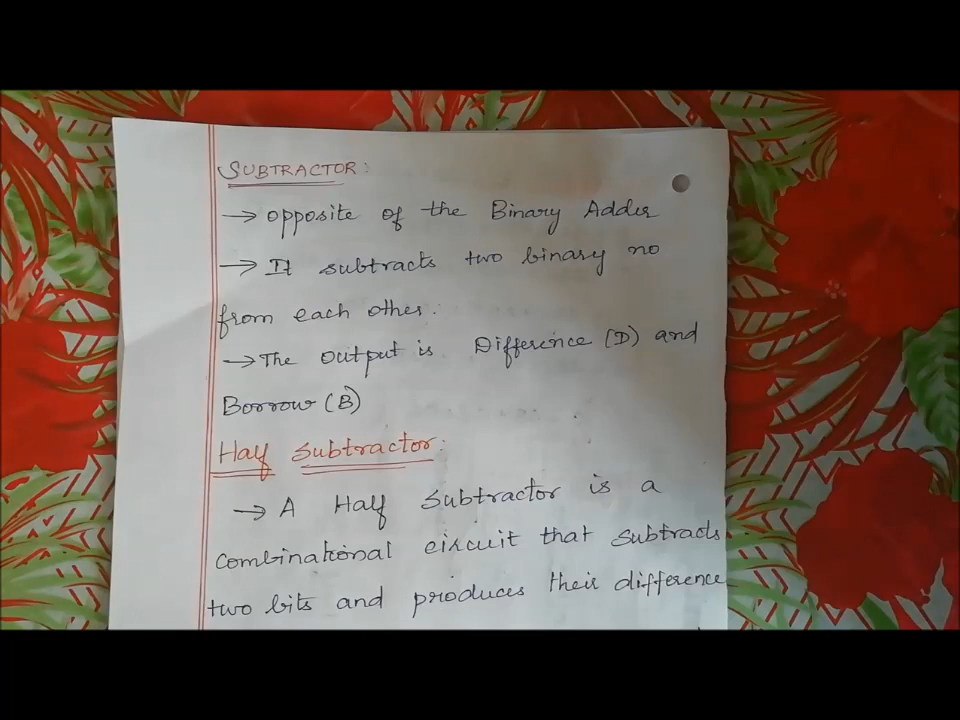 SUBTRACTOR:
→ opposite of the Binary Adder
→ It subtracts two binary no
from each other.
→ The output is Difference (D) and
Borrow (B)
Half Subtractor:
→ A Half subtractor is a
combinational circuit that subtracts
two bits and produces their difference